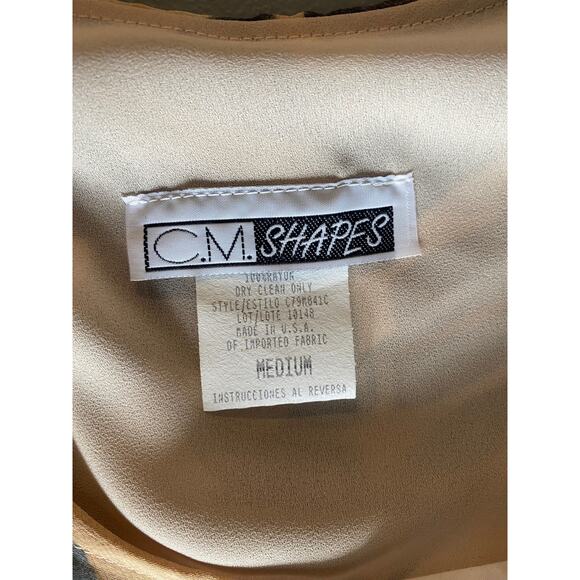 C.M. SHAPES
100%RAYON
DRY CLEAN ONLY
STYLE/ESTILO C79M841C
LOT/LOTE 10148
MADE IN U.S.A.
OF IMPORTED FABRIC
MEDIUM
INSTRUCCIONES AL REVERSA